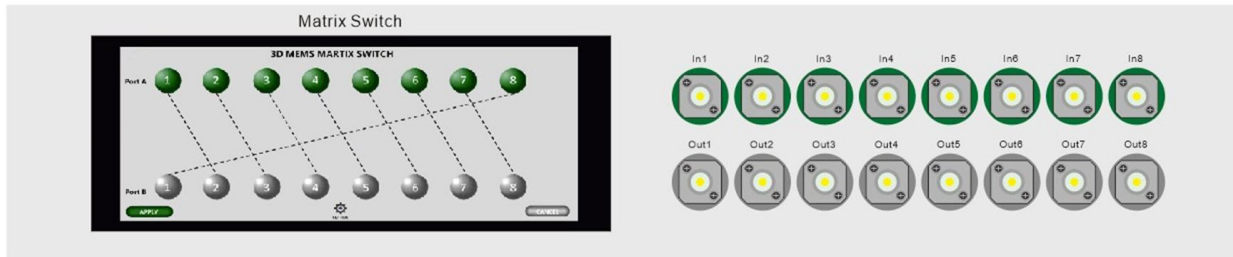 Matrix Switch
3D MEMS MARTIX SWITCH
Port A 1 2 3 4 5 6 7 8
Port B 1 2 3 4 5 6 7 8
APPLY
CANCEL
In1 In2 In3 In4 In5 In6 In7 In8
Out1 Out2 Out3 Out4 Out5 Out6 Out7 Out8